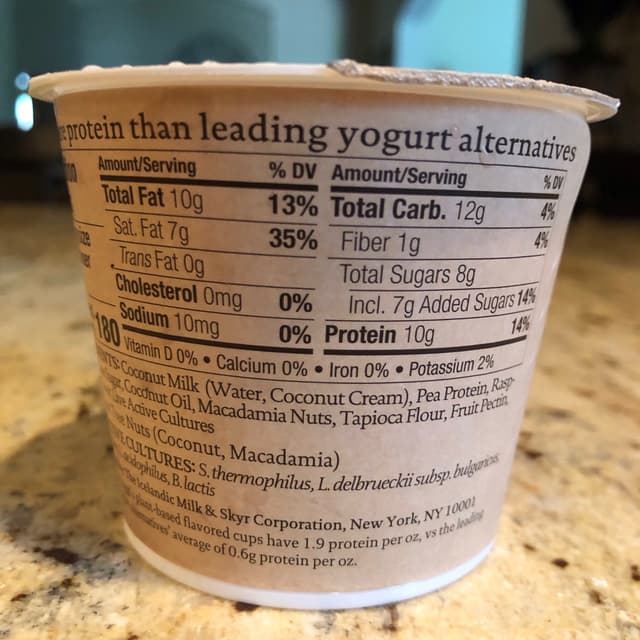 protein than leading yogurt alternatives
Amount/Serving % DV
Total Fat 10g 13%
Sat. Fat 7g 35%
Trans Fat 0g
Cholesterol 0mg 0%
Sodium 10mg 0%
Amount/Serving % DV
Total Carb. 12g 4%
Fiber 1g 4%
Total Sugars 8g
Incl. 7g Added Sugars 14%
Protein 10g 14%
180
Vitamin D 0% • Calcium 0% • Iron 0% • Potassium 2%
Coconut Milk (Water, Coconut Cream), Pea Protein, Rasp-
Coconut Oil, Macadamia Nuts, Tapioca Flour, Fruit Pectin,
Live Active Cultures
Nuts (Coconut, Macadamia)
CULTURES: S. thermophilus, L. delbrueckii subsp. bulgaricus,
B. lactis
Icelandic Milk & Skyr Corporation, New York, NY 10001
plant-based flavored cups have 1.9 protein per oz, vs the leading
average of 0.6g protein per oz.